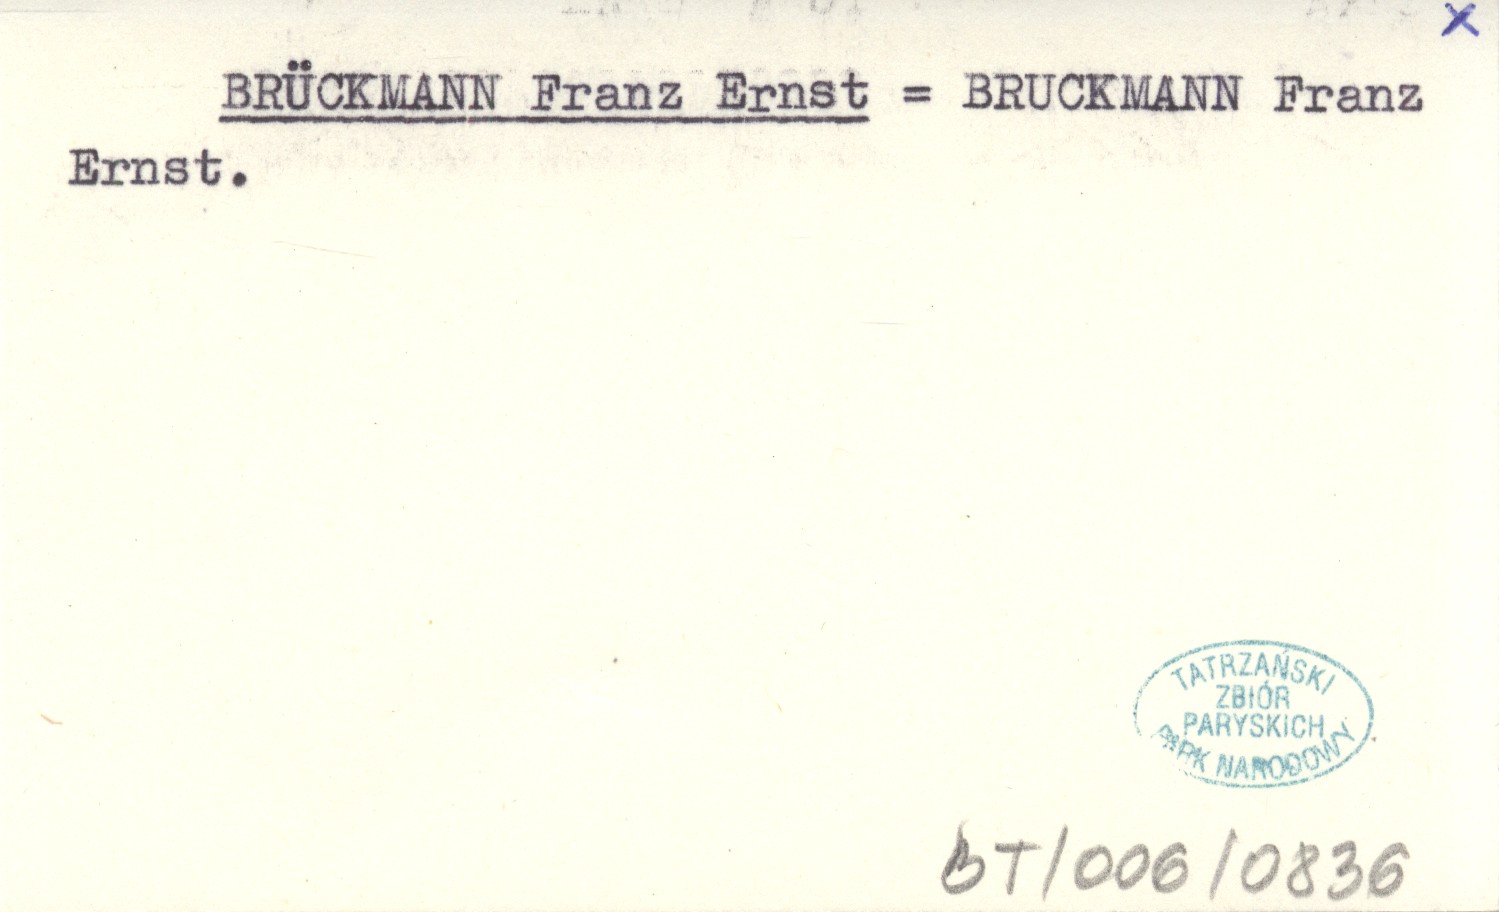 x
BRÜCKMANN Franz Ernst = BRUCKMANN Franz
Ernst.
TATRZAŃSKI
ZBIÓR
PARYSKICH
PARK NARODOWY
BT/006/0836